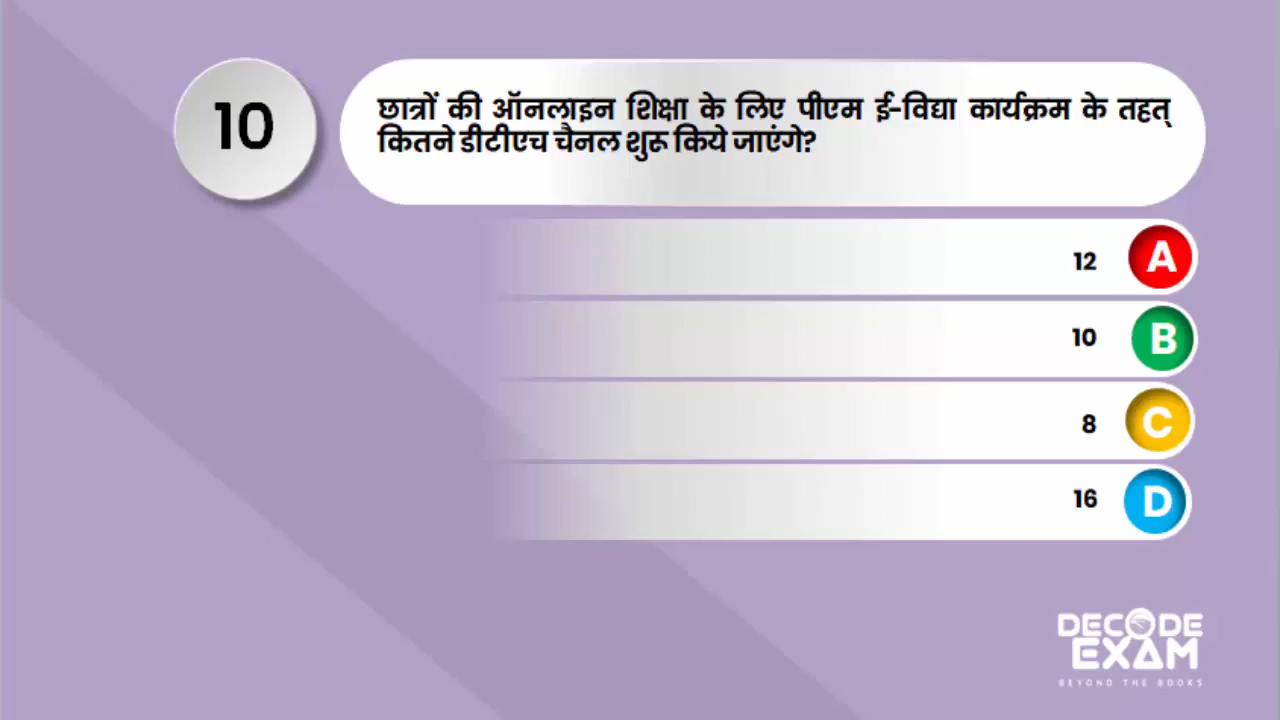 10
छात्रों की ऑनलाइन शिक्षा के लिए पीएम ई-विद्या कार्यक्रम के तहत्
कितने डीटीएच चैनल शुरू किये जाएंगे?
12 A
10 B
8 C
16 D
DECODE
EXAM
BEYOND THE BOOKS